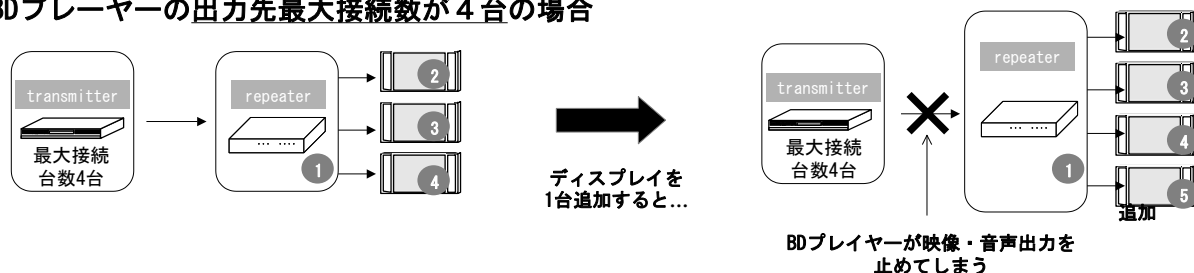 BDプレーヤーの出力先最大接続数が４台の場合
transmitter
最大接続
台数4台
repeater
1
2
3
4
ディスプレイを
1台追加すると…
transmitter
最大接続
台数4台
repeater
1
2
3
4
5
追加
BDプレイヤーが映像・音声出力を
止めてしまう